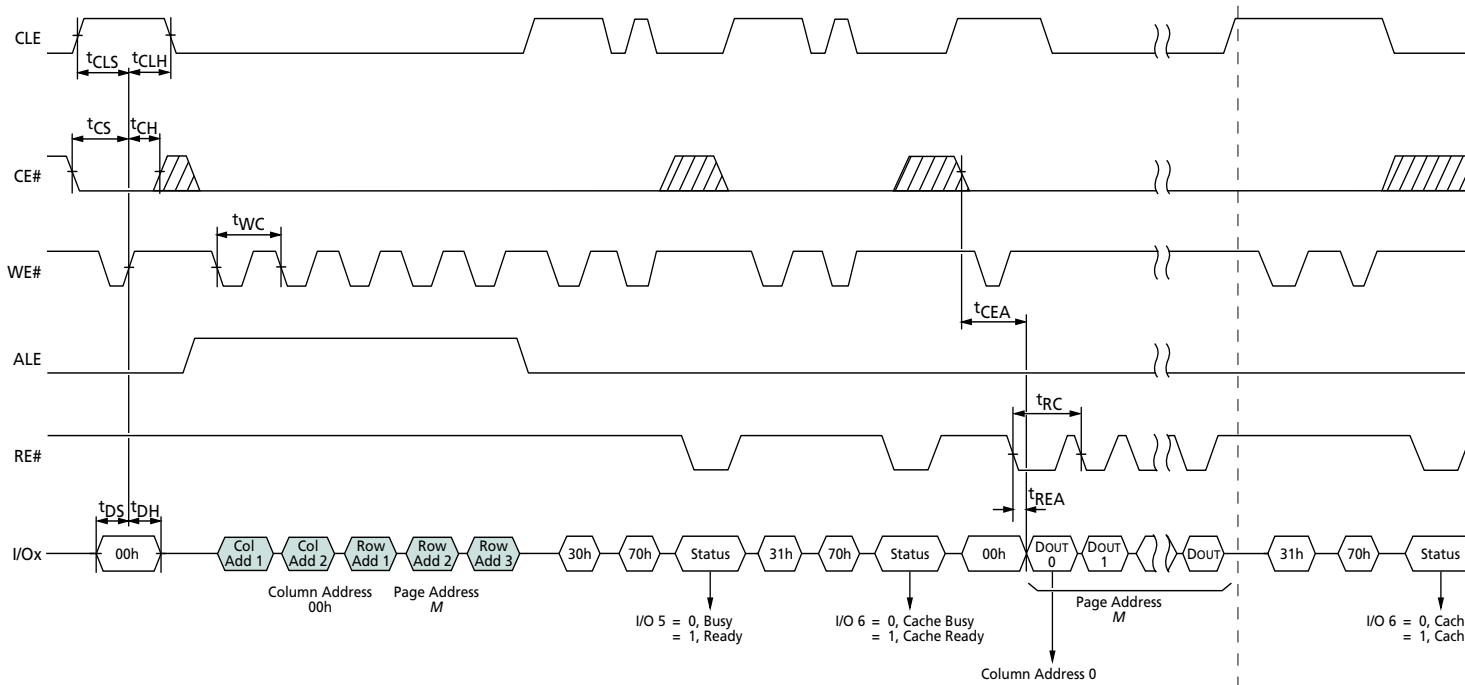 CLE
tCLS tCLH
tCS tCH
CE#
tWC
WE#
tCEA
ALE
tRC
RE#
tREA
tDS tDH
I/Ox
00h
Col Add 1
Col Add 2
Row Add 1
Row Add 2
Row Add 3
30h
70h
Status
31h
70h
Status
00h
DOUT 0
DOUT 1
DOUT
31h
70h
Status
Column Address
00h
Page Address
M
I/O 5 = 0, Busy
= 1, Ready
I/O 6 = 0, Cache Busy
= 1, Cache Ready
Page Address
M
I/O 6 = 0, Cach
= 1, Cach
Column Address 0